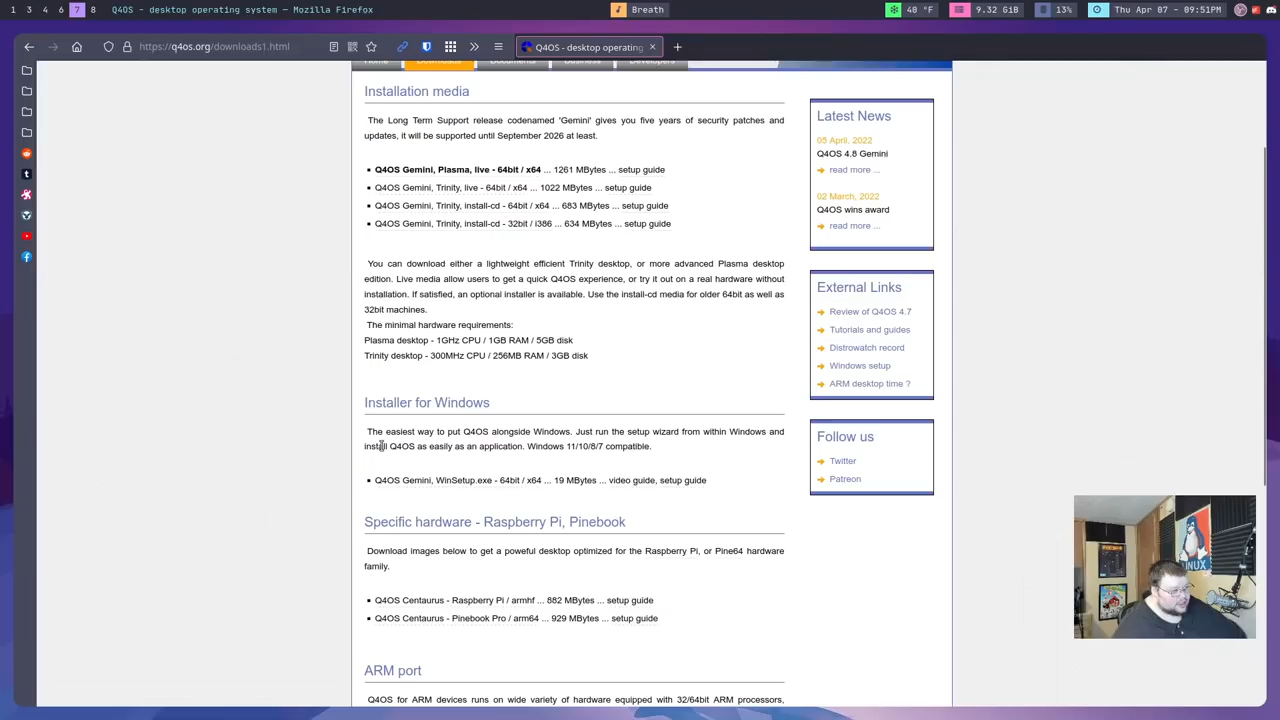 1 3 4 6 7 8 Q4OS - desktop operating system — Mozilla Firefox
Breath
40 °F
9.32 GiB
13%
Thu Apr 07 - 09:51PM
https://q4os.org/downloads1.html
Q4OS - desktop operating
Home Downloads Documents Business Developers
Installation media
The Long Term Support release codenamed 'Gemini' gives you five years of security patches and
updates, it will be supported until September 2026 at least.
Q4OS Gemini, Plasma, live - 64bit / x64 ... 1261 MBytes ... setup guide
Q4OS Gemini, Trinity, live - 64bit / x64 ... 1022 MBytes ... setup guide
Q4OS Gemini, Trinity, install-cd - 64bit / x64 ... 683 MBytes ... setup guide
Q4OS Gemini, Trinity, install-cd - 32bit / i386 ... 634 MBytes ... setup guide
You can download either a lightweight efficient Trinity desktop, or more advanced Plasma desktop
edition. Live media allow users to get a quick Q4OS experience, or try it out on a real hardware without
installation. If satisfied, an optional installer is available. Use the install-cd media for older 64bit as well as
32bit machines.
The minimal hardware requirements:
Plasma desktop - 1GHz CPU / 1GB RAM / 5GB disk
Trinity desktop - 300MHz CPU / 256MB RAM / 3GB disk
Installer for Windows
The easiest way to put Q4OS alongside Windows. Just run the setup wizard from within Windows and
install Q4OS as easily as an application. Windows 11/10/8/7 compatible.
Q4OS Gemini, WinSetup.exe - 64bit / x64 ... 19 MBytes ... video guide, setup guide
Specific hardware - Raspberry Pi, Pinebook
Download images below to get a powerful desktop optimized for the Raspberry Pi, or Pine64 hardware
family.
Q4OS Centaurus - Raspberry Pi / armhf ... 882 MBytes ... setup guide
Q4OS Centaurus - Pinebook Pro / arm64 ... 929 MBytes ... setup guide
ARM port
Q4OS for ARM devices runs on wide variety of hardware equipped with 32/64bit ARM processors,
Latest News
05 April, 2022
Q4OS 4.8 Gemini
read more ...
02 March, 2022
Q4OS wins award
read more ...
External Links
Review of Q4OS 4.7
Tutorials and guides
Distrowatch record
Windows setup
ARM desktop time ?
Follow us
Twitter
Patreon